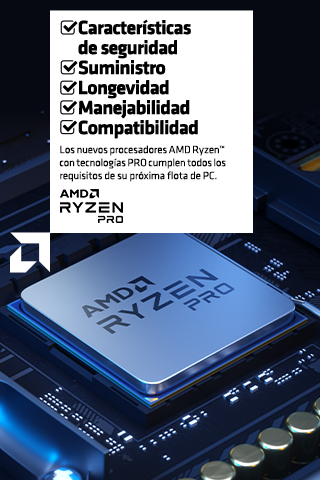 Características
de seguridad
Suministro
Longevidad
Manejabilidad
Compatibilidad
Los nuevos procesadores AMD Ryzen™
con tecnologías PRO cumplen todos los
requisitos de su próxima flota de PC.
AMD
RYZEN
PRO
AMD
RYZEN
PRO